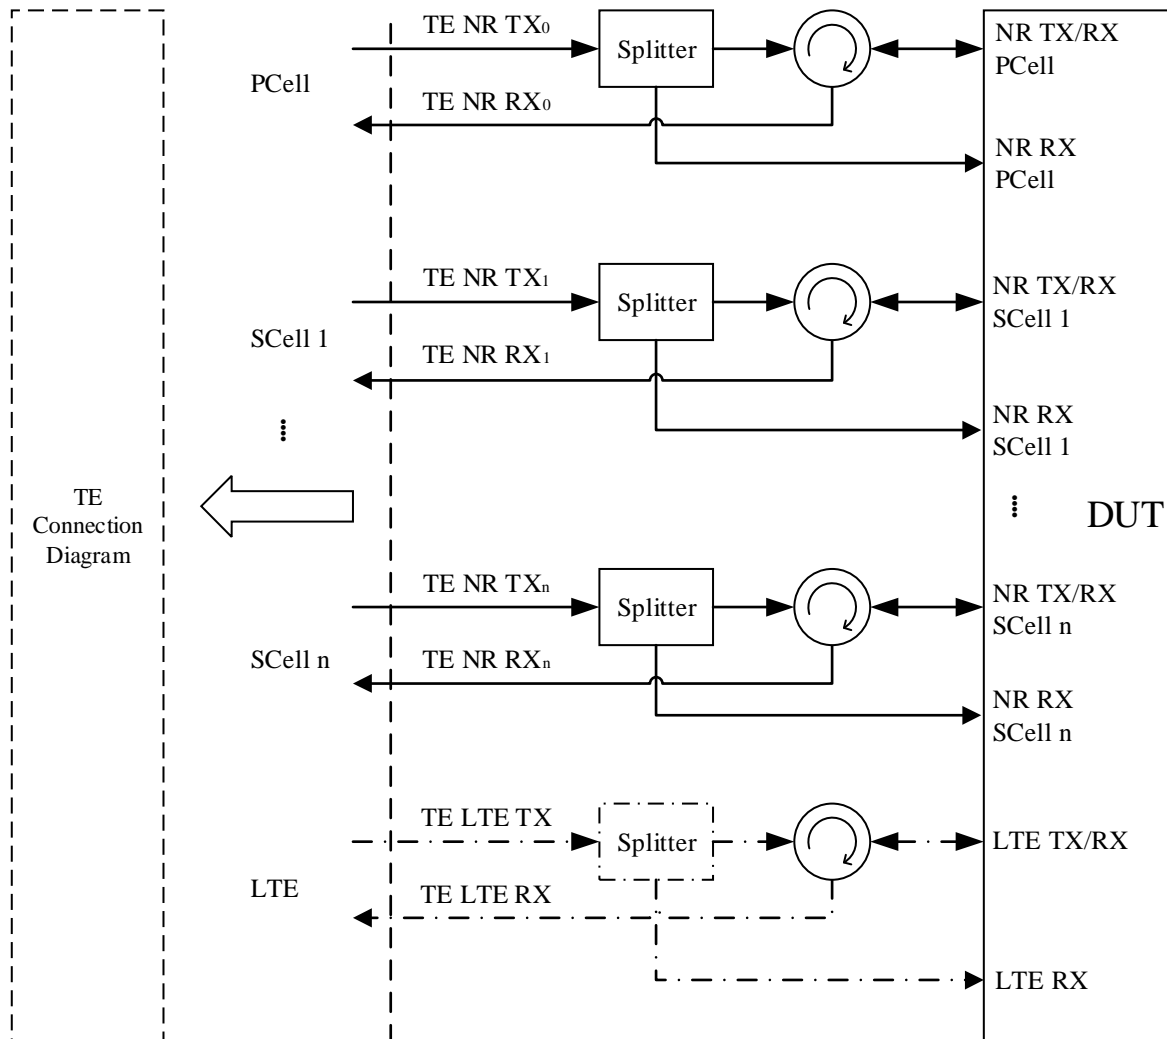 TE NR TX0
Splitter
NR TX/RX
PCell
PCell
TE NR RX0
NR RX
PCell
TE NR TX1
Splitter
NR TX/RX
SCell 1
SCell 1
TE NR RX1
NR RX
SCell 1
TE
Connection
Diagram
DUT
TE NR TXn
Splitter
NR TX/RX
SCell n
SCell n
TE NR RXn
NR RX
SCell n
TE LTE TX
Splitter
LTE TX/RX
LTE
TE LTE RX
LTE RX